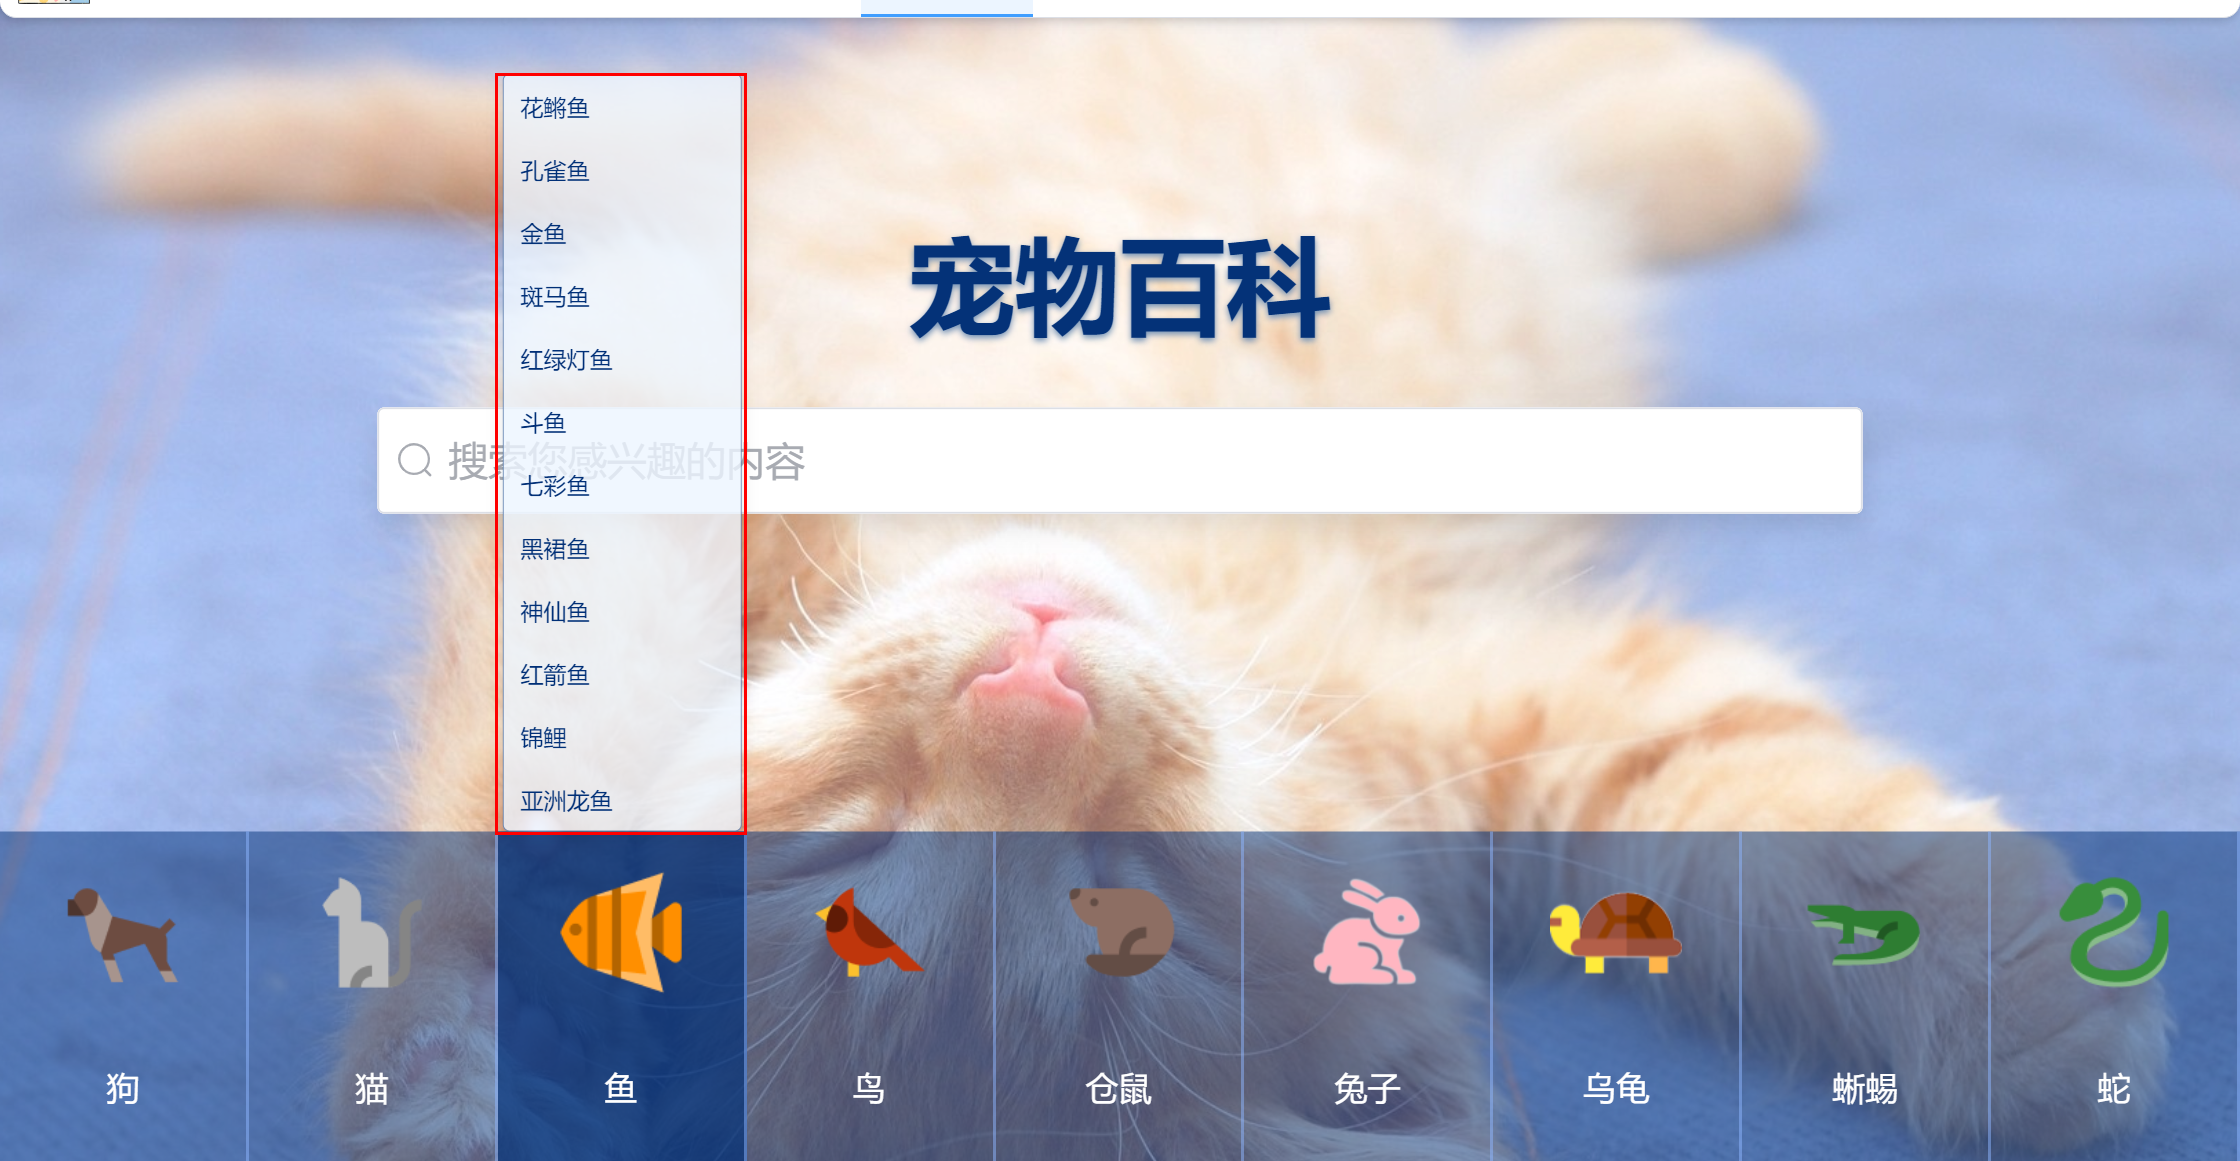 花鳉鱼
孔雀鱼
金鱼
斑马鱼
红绿灯鱼
斗鱼
七彩鱼
黑裙鱼
神仙鱼
红箭鱼
锦鲤
亚洲龙鱼
宠物百科
搜索您感兴趣的内容
狗
猫
鱼
鸟
仓鼠
兔子
乌龟
蜥蜴
蛇